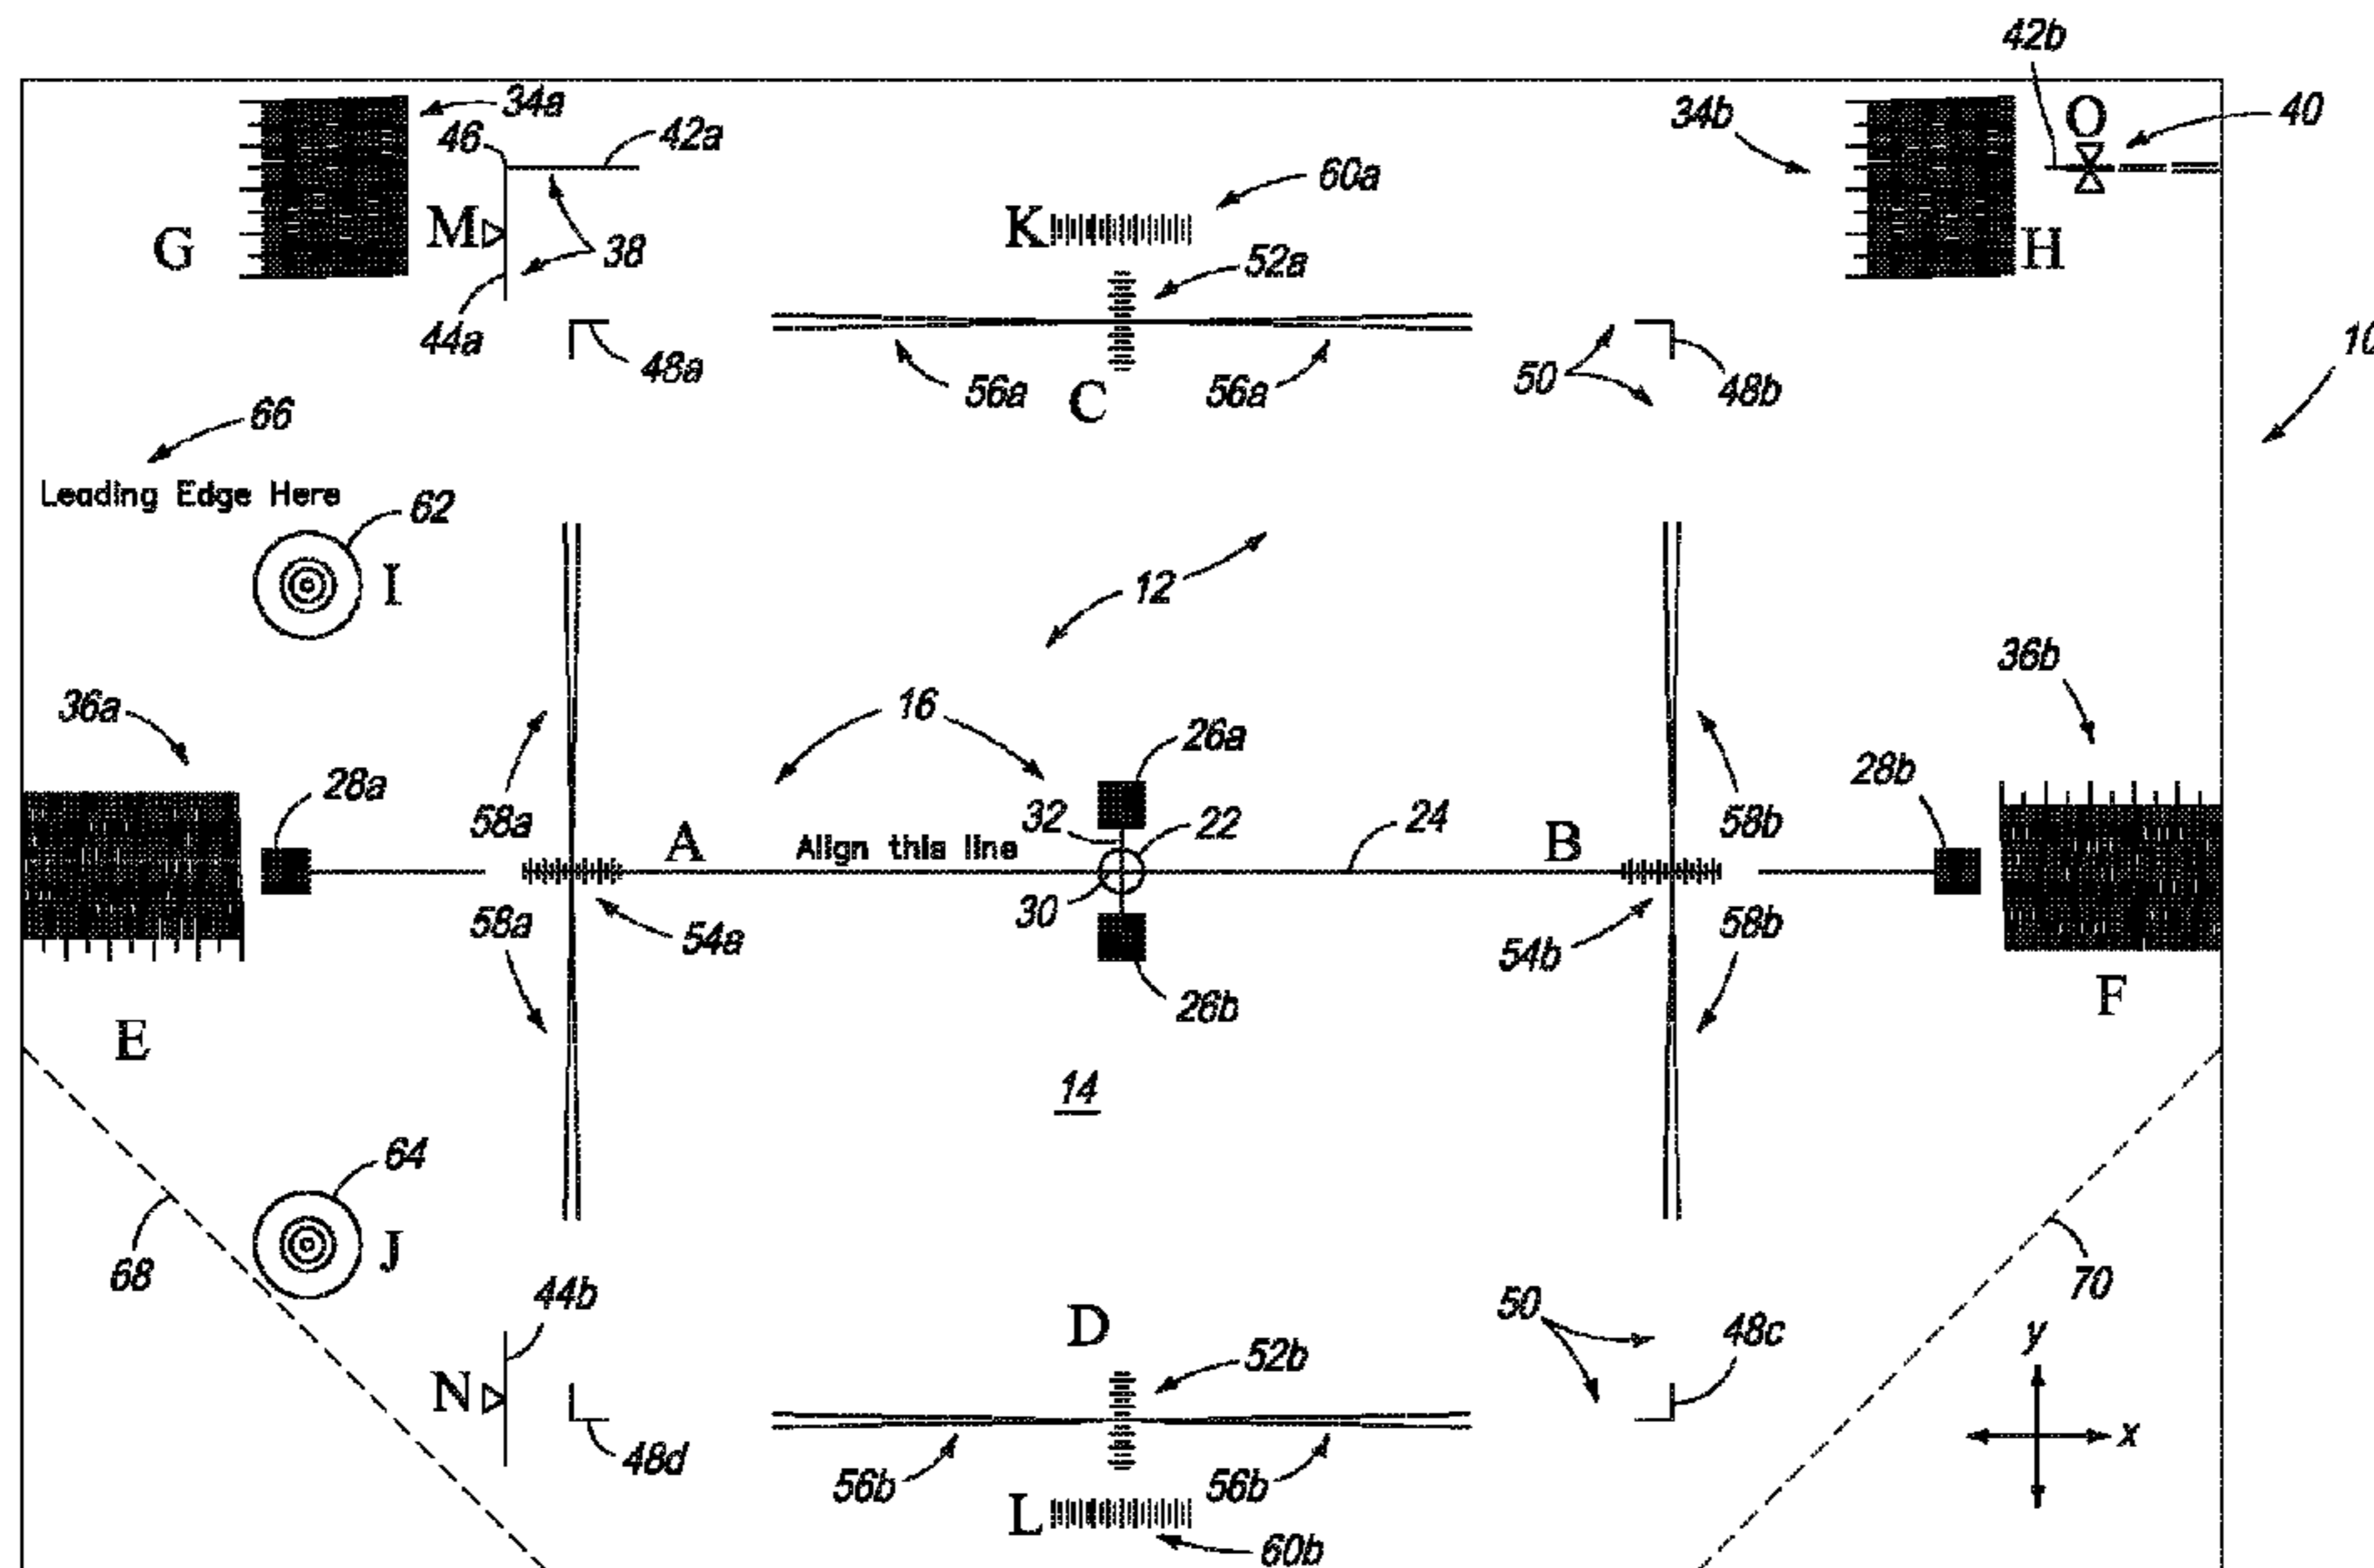 42b
34a
O
40
46
42a
34b
60a
K
G
M
38
H
52a
44a
48a
10
56a
C
56a
50
48b
66
Leading Edge Here
62
I
12
36b
36a
16
26a
28a
28b
58a
A
Align this line
32
22
24
B
58b
58a
54a
30
54b
58b
26b
F
E
14
64
J
68
70
44b
D
50
48c
y
52b
N
x
48d
56b
56b
L
60b